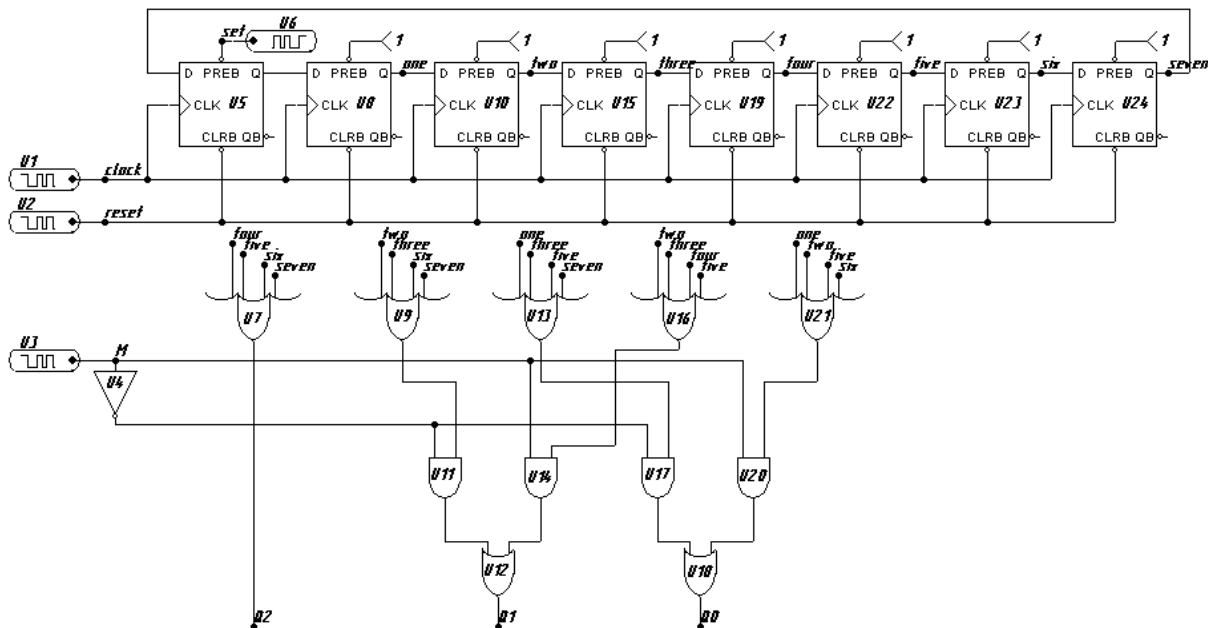 set U6
1 1 1 1 1 1 1
D PREB Q one D PREB Q two D PREB Q three D PREB Q four D PREB Q five D PREB Q six D PREB Q seven
D PREB Q
CLK U5 CLK U8 CLK U10 CLK U15 CLK U19 CLK U22 CLK U23 CLK U24
CLRB QB CLRB QB CLRB QB CLRB QB CLRB QB CLRB QB CLRB QB CLRB QB
U1 clock
U2 reset
four five six seven
two three six seven
one three five seven
two three four five
one two five six
U7 U9 U13 U16 U21
U3 M
U4
U11 U14 U17 U20
U12 U18
Q2 Q1 Q0